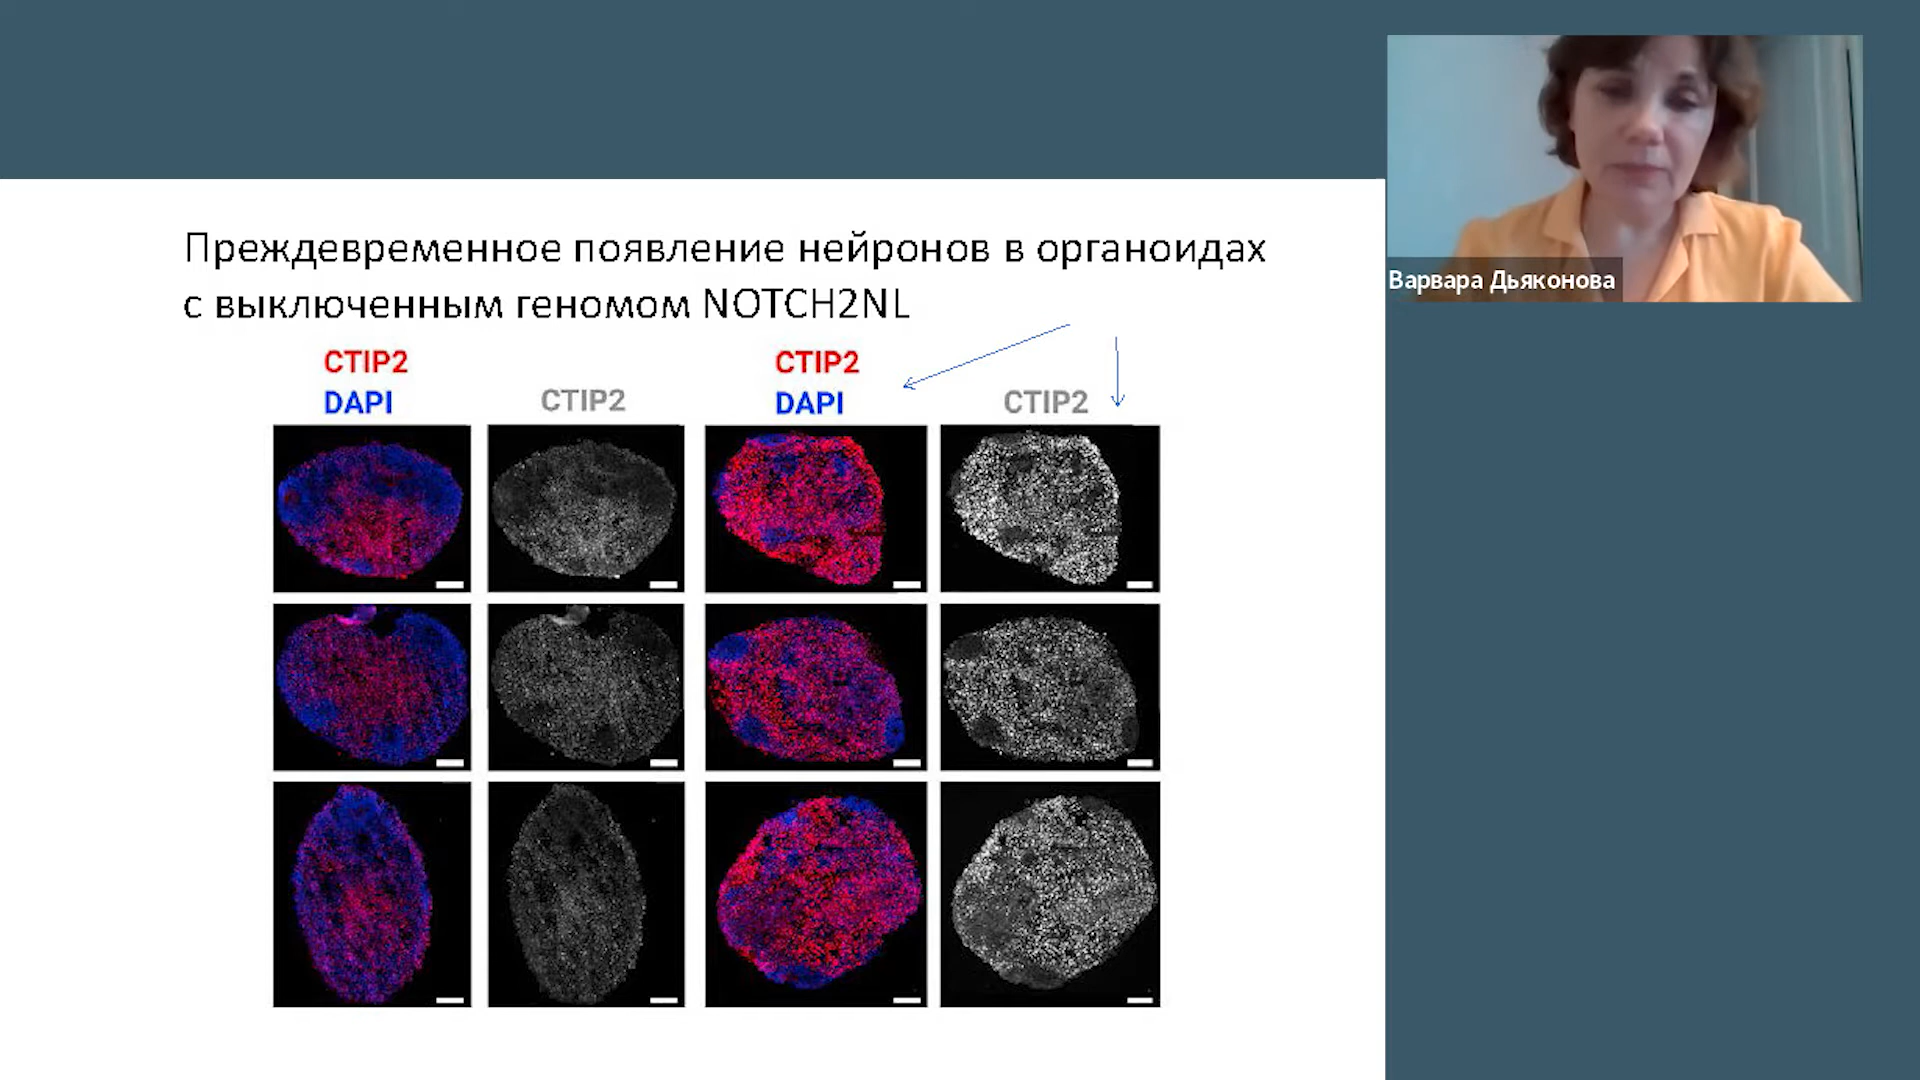 Преждевременное появление нейронов в органоидах
с выключенным геномом NOTCH2NL
CTIP2
DAPI
CTIP2
CTIP2
DAPI
CTIP2
Варвара Дьяконова